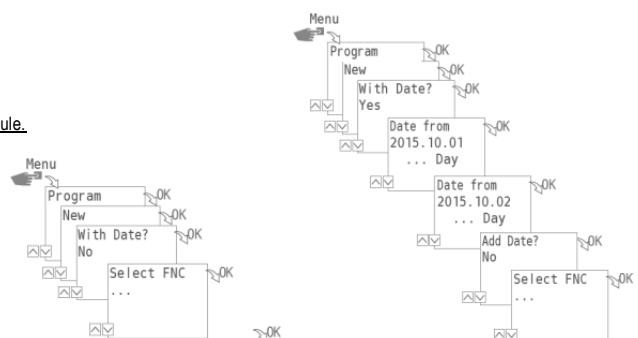 Menu
Program OK
New OK
With Date? OK
Yes
Date from OK
2015.10.01
... Day
Date from OK
2015.10.02
... Day
Add Date? OK
No
Select FNC OK
...
ule.
Menu
Program OK
New OK
With Date? OK
No
Select FNC OK
...
OK